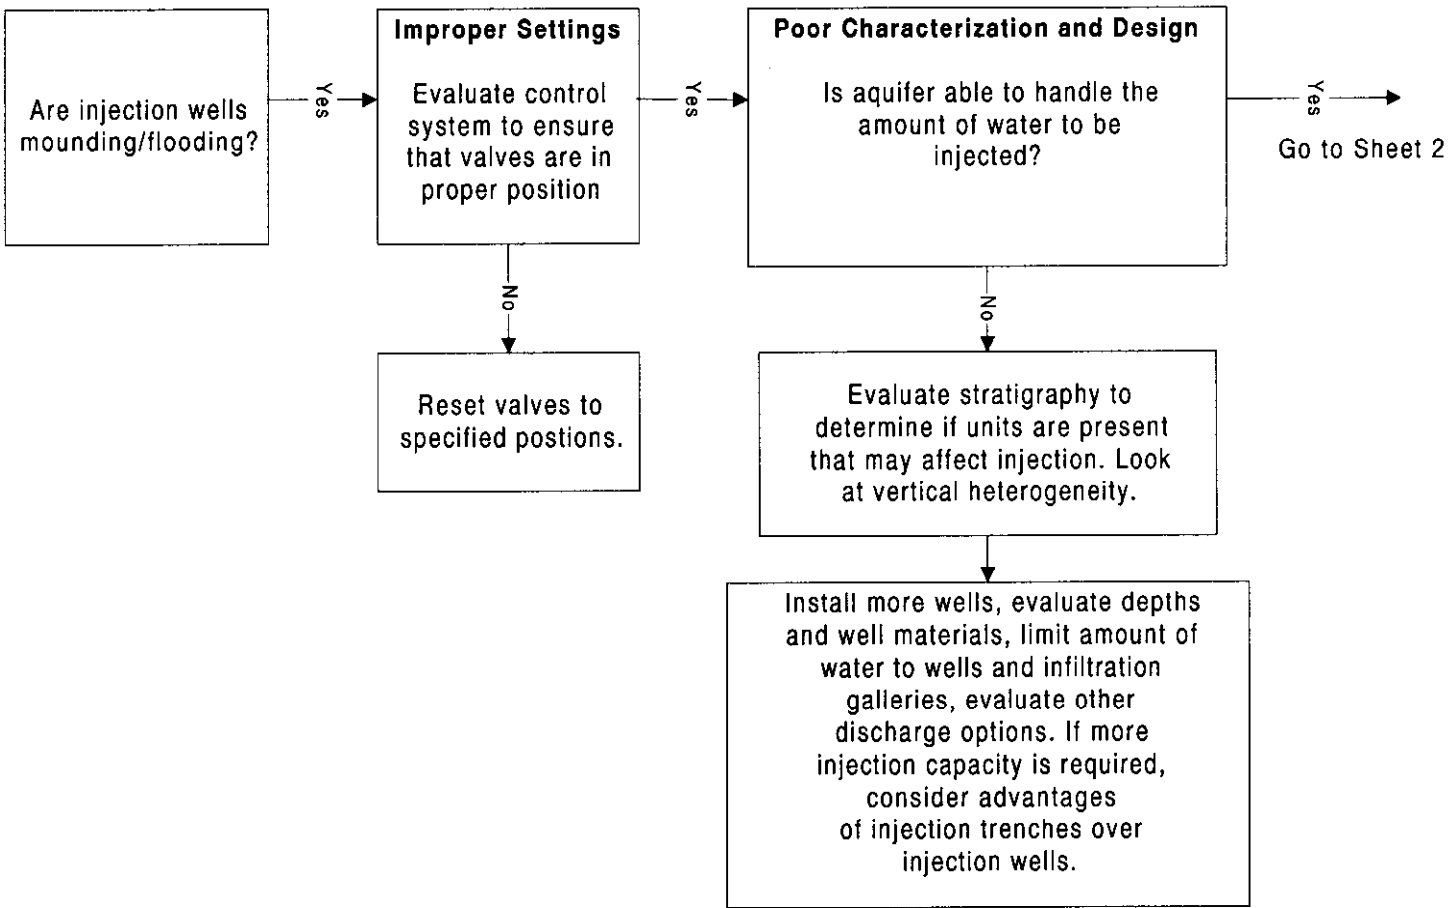 Are injection wells
mounding/flooding?
Yes
Improper Settings
Evaluate control
system to ensure
that valves are in
proper position
Yes
Poor Characterization and Design
Is aquifer able to handle the
amount of water to be
injected?
Yes
Go to Sheet 2
No
Reset valves to
specified postions.
No
Evaluate stratigraphy to
determine if units are present
that may affect injection. Look
at vertical heterogeneity.
Install more wells, evaluate depths
and well materials, limit amount of
water to wells and infiltration
galleries, evaluate other
discharge options. If more
injection capacity is required,
consider advantages
of injection trenches over
injection wells.